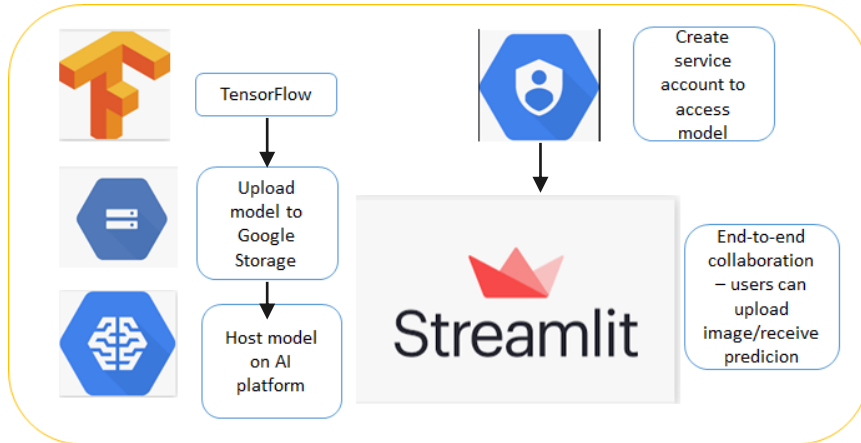 TensorFlow
Upload
model to
Google
Storage
Host model
on AI
platform
Create
service
account to
access
model
Streamlit
End-to-end
collaboration
– users can
upload
image/receive
predicion